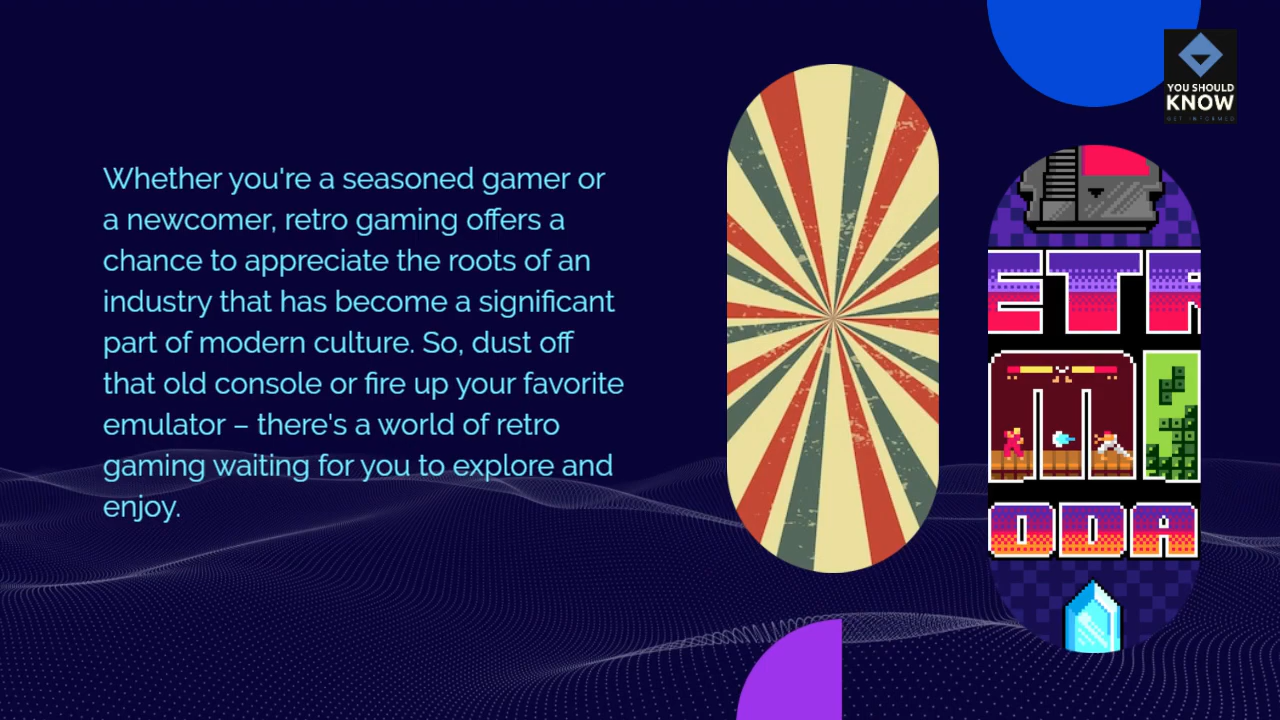 Whether you're a seasoned gamer or
a newcomer, retro gaming offers a
chance to appreciate the roots of an
industry that has become a significant
part of modern culture. So, dust off
that old console or fire up your favorite
emulator – there's a world of retro
gaming waiting for you to explore and
enjoy.
YOU SHOULD
KNOW
GET INFORMED